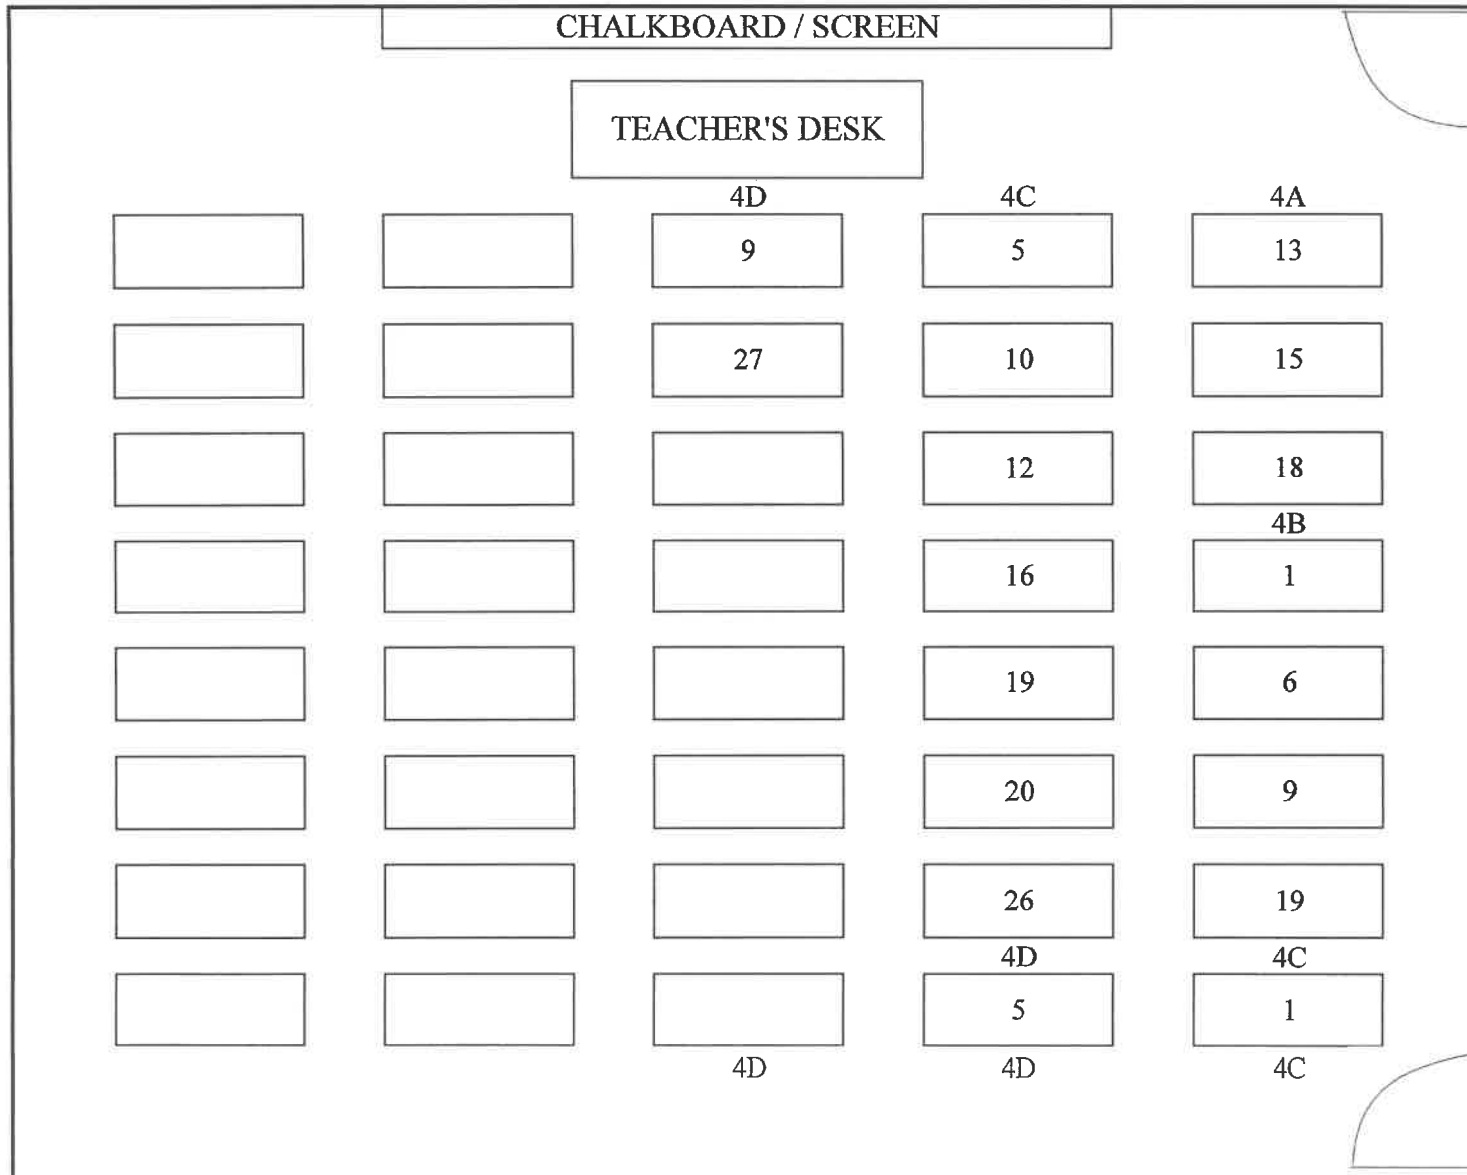 CHALKBOARD / SCREEN
TEACHER'S DESK
4D 4C 4A
9 5 13
27 10 15
12 18
4B
16 1
19 6
20 9
26 19
4D 4C
5 1
4D 4D 4C